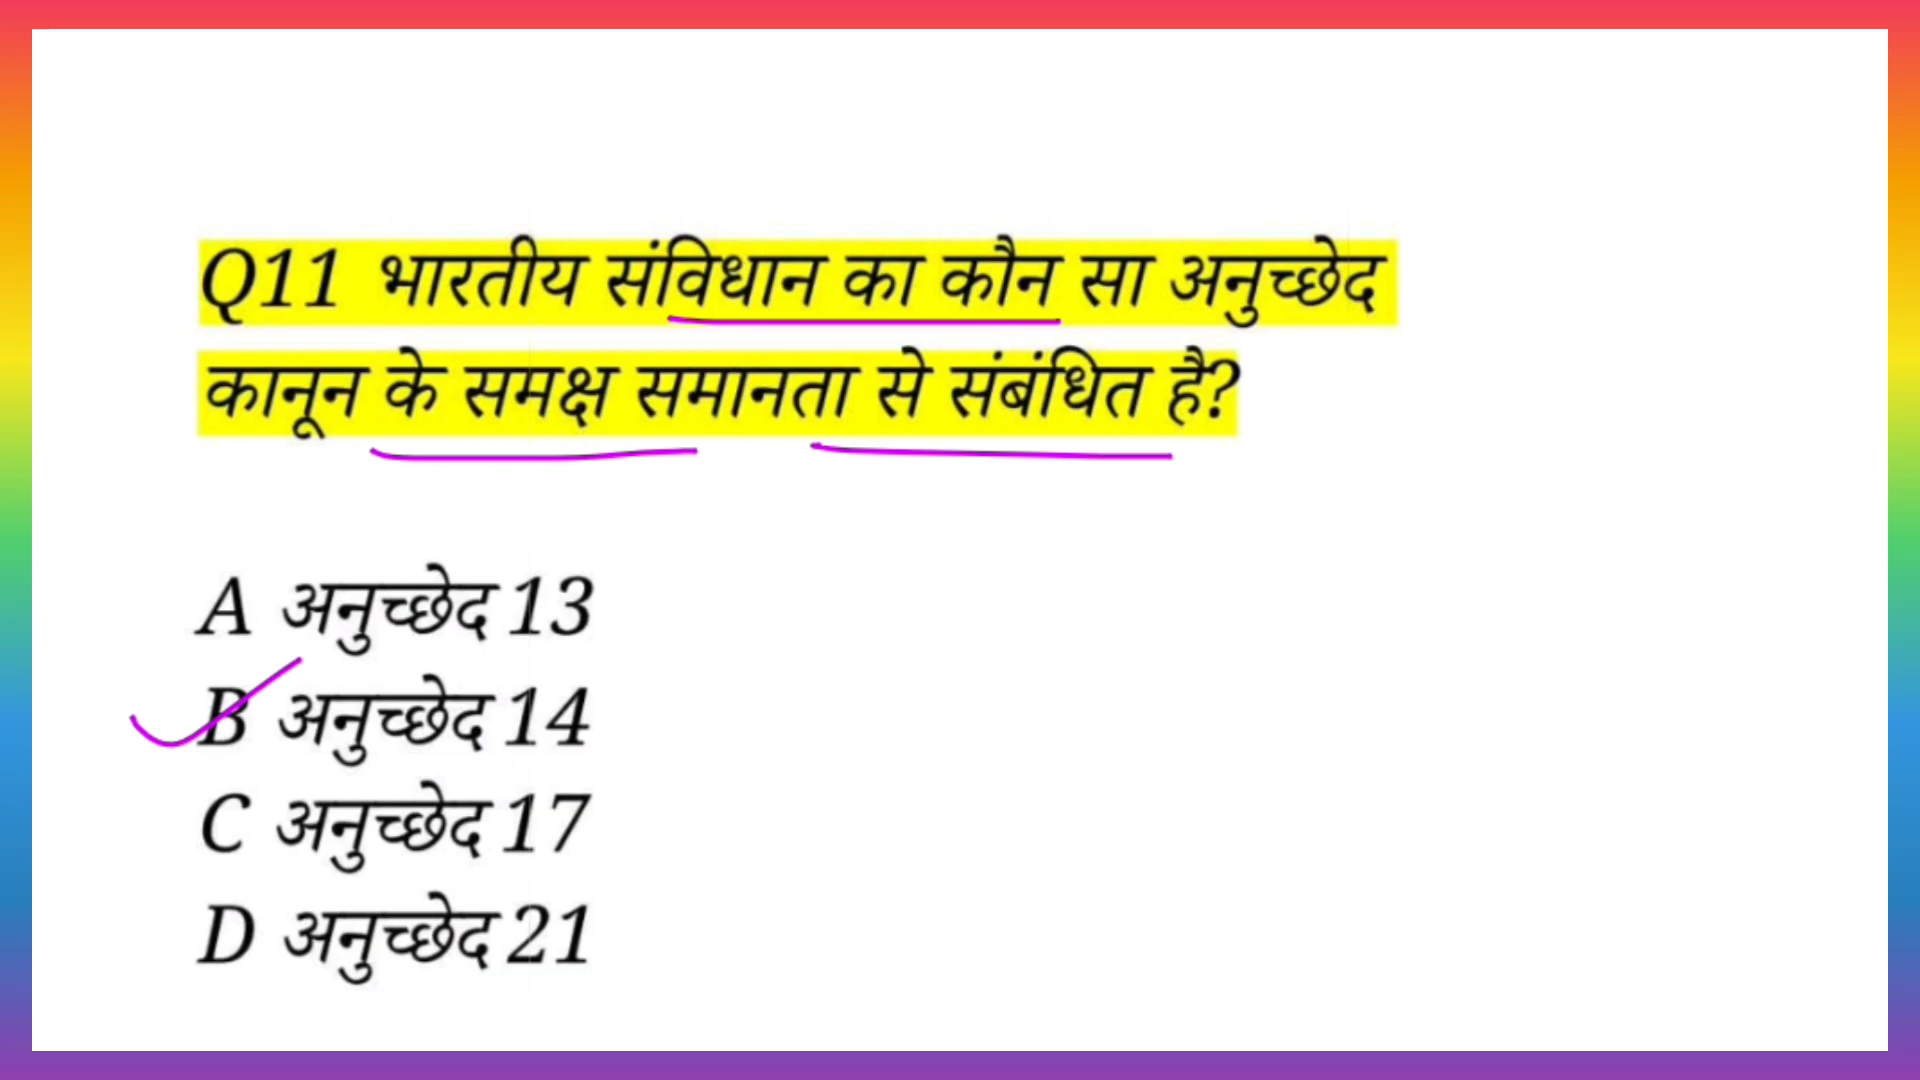 Q11 भारतीय संविधान का कौन सा अनुच्छेद
कानून के समक्ष समानता से संबंधित है?
A अनुच्छेद 13
B अनुच्छेद 14
C अनुच्छेद 17
D अनुच्छेद 21